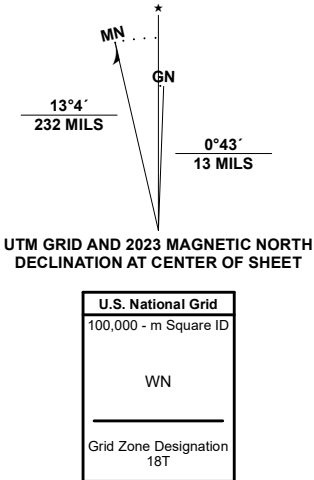 ★
MN
GN
13°4´
232 MILS
0°43´
13 MILS
UTM GRID AND 2023 MAGNETIC NORTH
DECLINATION AT CENTER OF SHEET
U.S. National Grid
100,000 - m Square ID
WN
Grid Zone Designation
18T